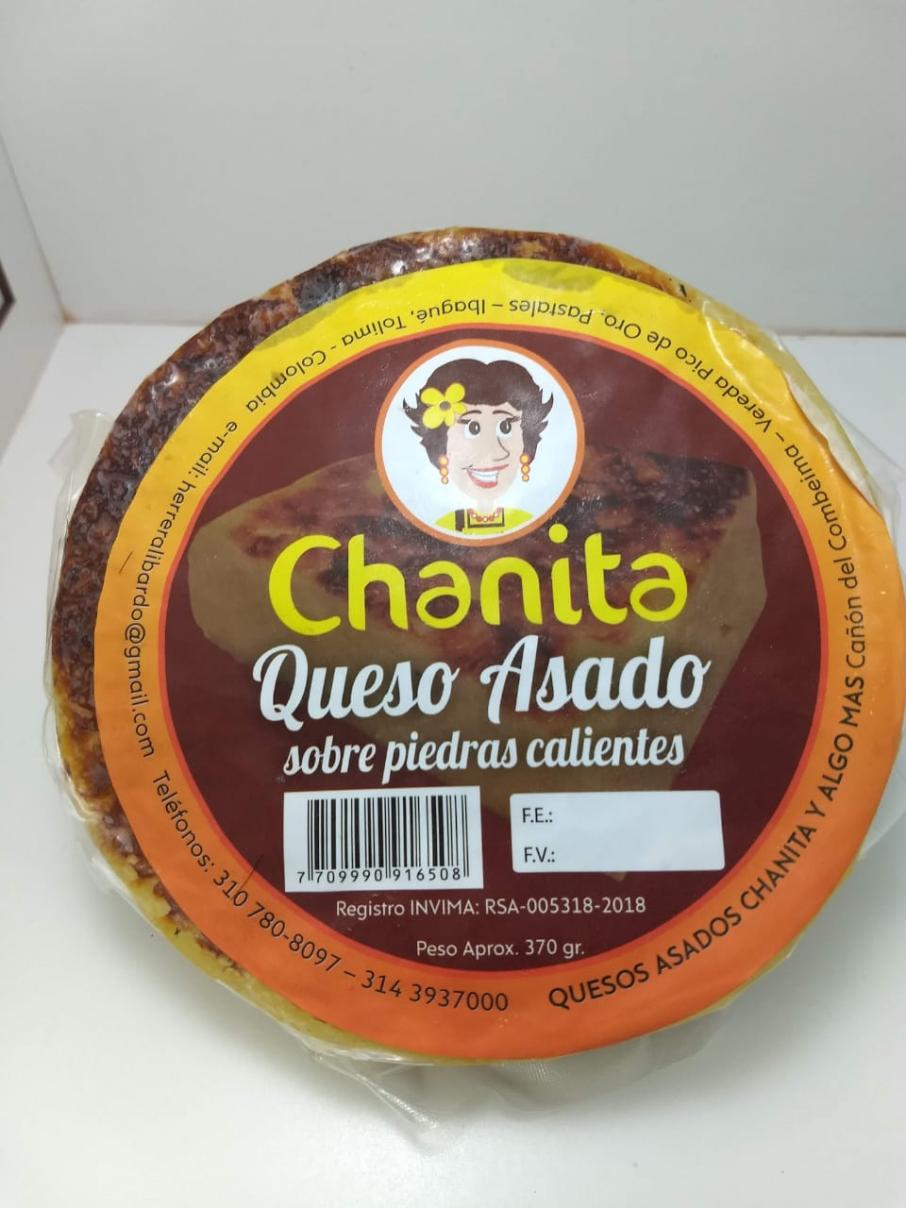 Chanita
Queso Asado
sobre piedras calientes
F.E.:
F.V.:
7 709990 916508
Registro INVIMA: RSA-005318-2018
Peso Aprox. 370 gr.
QUESOS ASADOS CHANITA Y ALGO MAS Cañón del Combeima – Vereda Pico de Oro, Pastales – Ibagué, Tolima - Colombia e-mail: herreralibardo@gmail.com Teléfonos: 310 780-8097 – 314 3937000